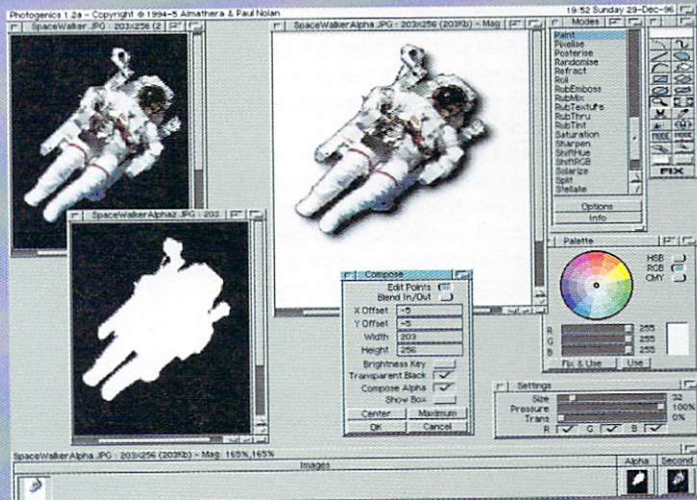 Photogenics 1.2a - Copyright © 1994-5 Almathera & Paul Nolan
19:52 Sunday 29-Dec-96
SpaceWalker .JPG : 203x256 (2
SpaceWalkerAlpha.JPG : 203x256 (203Kb) - Mag
Modes
Paint
Pixelise
Posterise
Randomise
Refract
Roll
RubEmboss
RubMix
RubTexture
RubThru
RubTint
Saturation
Sharpen
ShiftHue
ShiftRGB
Solarize
Split
Stellate
Options
Info
FIX
SpaceWalkerAlpha2.JPG : 203
Compose
Edit Points
Blend In/Out
X Offset -5
Y Offset -5
Width 203
Height 256
Brightness Key
Transparent Black
Compose Alpha
Show Box
Center Maximum
OK Cancel
Palette
HSB
RGB
CMY
R 255
G 255
B 255
Fix & Use Use
Settings
Size 32
Pressure 100%
Trans 0%
R G B
SpaceWalkerAlpha.JPG : 203x256 (203Kb) - Mag: 165%,165%
Images
Alpha
Second